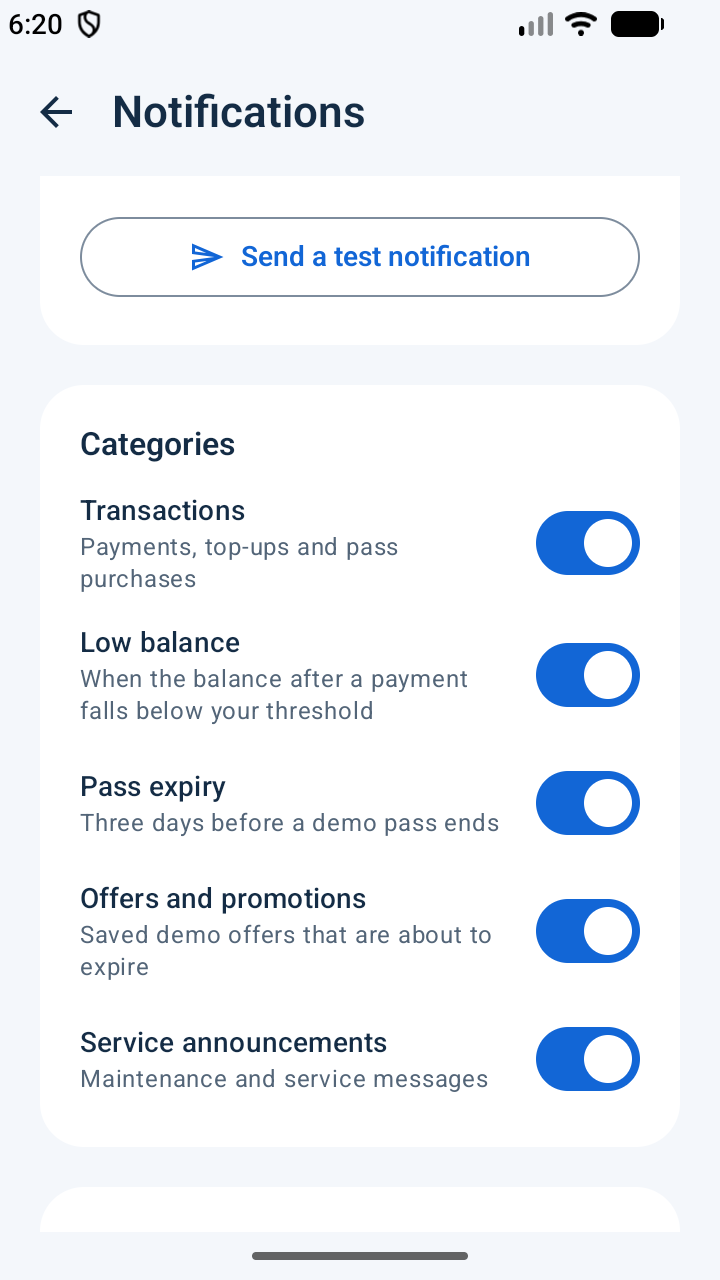 6:20
Notifications
Send a test notification
Categories
Transactions
Payments, top-ups and pass
purchases
Low balance
When the balance after a payment
falls below your threshold
Pass expiry
Three days before a demo pass ends
Offers and promotions
Saved demo offers that are about to
expire
Service announcements
Maintenance and service messages